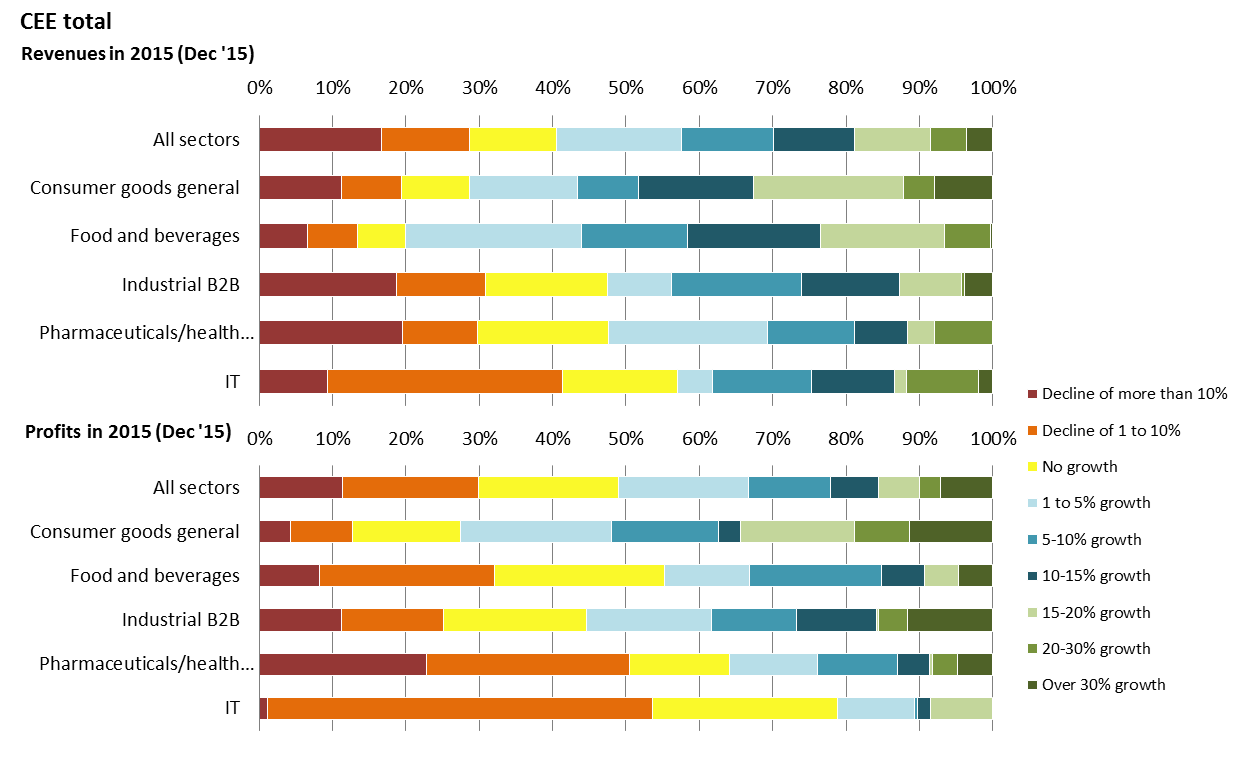 CEE total
Revenues in 2015 (Dec '15)
0% 10% 20% 30% 40% 50% 60% 70% 80% 90% 100%
All sectors
Consumer goods general
Food and beverages
Industrial B2B
Pharmaceuticals/health...
IT
Profits in 2015 (Dec '15)
0% 10% 20% 30% 40% 50% 60% 70% 80% 90% 100%
All sectors
Consumer goods general
Food and beverages
Industrial B2B
Pharmaceuticals/health...
IT
Decline of more than 10%
Decline of 1 to 10%
No growth
1 to 5% growth
5-10% growth
10-15% growth
15-20% growth
20-30% growth
Over 30% growth